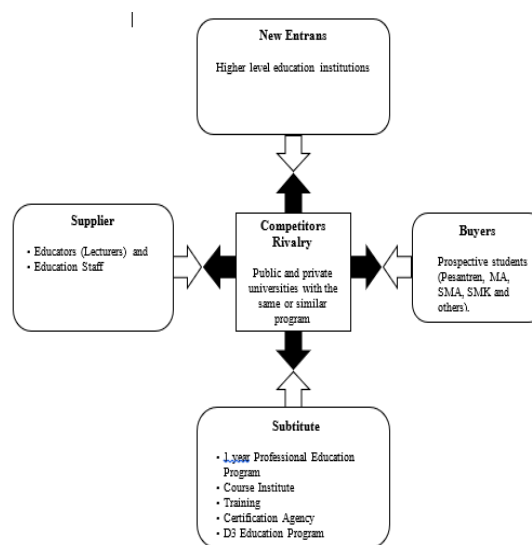 New Entrans
Higher level education institutions
Supplier
• Educators (Lecturers) and
• Education Staff
Competitors
Rivalry
Public and private
universities with the
same or similar
program
Buyers
Prospective students
(Pesantren, MA,
SMA, SMK and
others).
Subtitute
• 1 year Professional Education
Program
• Course Institute
• Training
• Certification Agency
• D3 Education Program